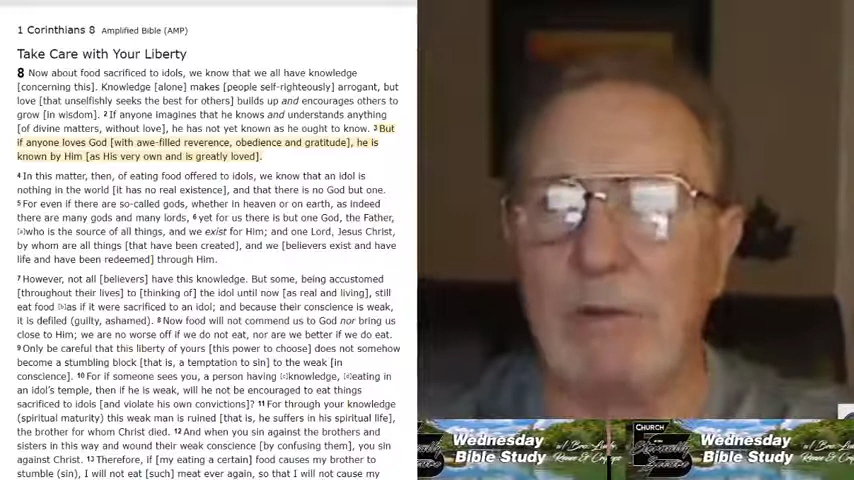 1 Corinthians 8 Amplified Bible (AMP)
Take Care with Your Liberty
8 Now about food sacrificed to idols, we know that we all have knowledge
[concerning this]. Knowledge [alone] makes [people self-righteously] arrogant, but
love [that unselfishly seeks the best for others] builds up and encourages others to
grow [in wisdom]. 2 If anyone imagines that he knows and understands anything
[of divine matters, without love], he has not yet known as he ought to know. 3 But
if anyone loves God [with awe-filled reverence, obedience and gratitude], he is
known by Him [as His very own and is greatly loved].
4 In this matter, then, of eating food offered to idols, we know that an idol is
nothing in the world [it has no real existence], and that there is no God but one.
5 For even if there are so-called gods, whether in heaven or on earth, as indeed
there are many gods and many lords, 6 yet for us there is but one God, the Father,
[a]who is the source of all things, and we exist for Him; and one Lord, Jesus Christ,
by whom are all things [that have been created], and we [believers exist and have
life and have been redeemed] through Him.
7 However, not all [believers] have this knowledge. But some, being accustomed
[throughout their lives] to [thinking of] the idol until now [as real and living], still
eat food [b]as if it were sacrificed to an idol; and because their conscience is weak,
it is defiled (guilty, ashamed). 8 Now food will not commend us to God nor bring us
close to Him; we are no worse off if we do not eat, nor are we better if we do eat.
9 Only be careful that this liberty of yours [this power to choose] does not somehow
become a stumbling block [that is, a temptation to sin] to the weak [in
conscience]. 10 For if someone sees you, a person having [c]knowledge, [d]eating in
an idol's temple, then if he is weak, will he not be encouraged to eat things
sacrificed to idols [and violate his own convictions]? 11 For through your knowledge
(spiritual maturity) this weak man is ruined [that is, he suffers in his spiritual life],
the brother for whom Christ died. 12 And when you sin against the brothers and
sisters in this way and wound their weak conscience [by confusing them], you sin
against Christ. 13 Therefore, if [my eating a certain] food causes my brother to
stumble (sin), I will not eat [such] meat ever again, so that I will not cause my
Wednesday
Bible Study
CHURCH
Eternally
Secure
Wednesday
Bible Study